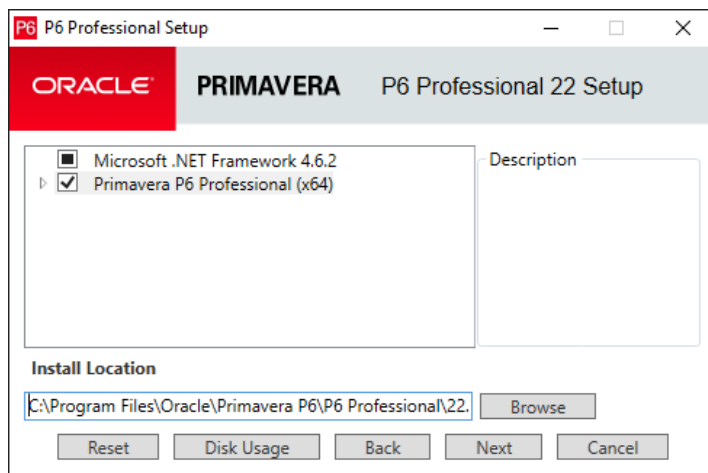 P6 P6 Professional Setup
ORACLE PRIMAVERA P6 Professional 22 Setup
Microsoft .NET Framework 4.6.2
Description
Primavera P6 Professional (x64)
Install Location
C:\Program Files\Oracle\Primavera P6\P6 Professional\22. Browse
Reset Disk Usage Back Next Cancel